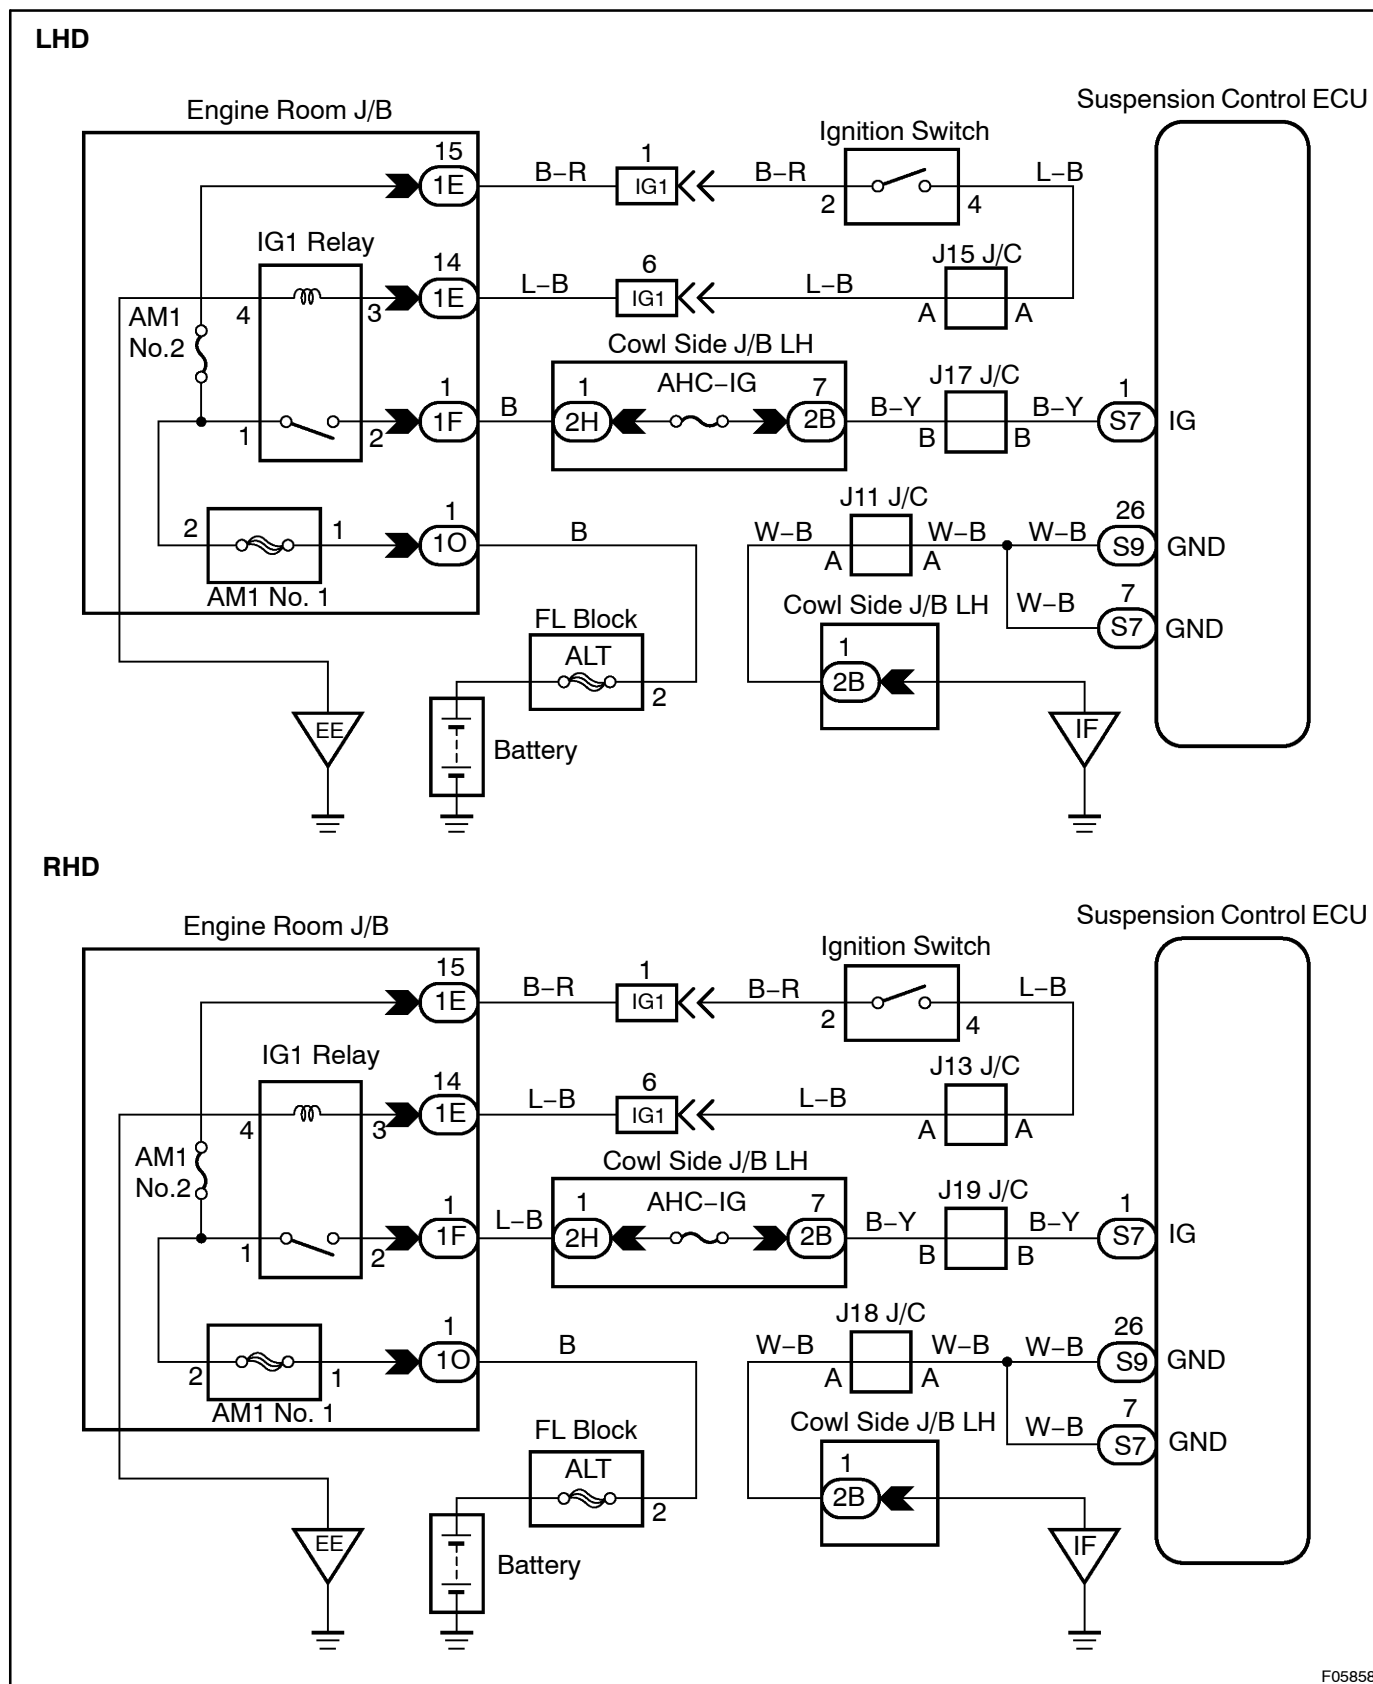 LHD
Engine Room J/B
Suspension Control ECU
Ignition Switch
15
1E
B–R
1
IG1
B–R
2
4
L–B
IG1 Relay
14
1E
L–B
6
IG1
L–B
J15 J/C
A
A
4
3
AM1
No.2
Cowl Side J/B LH
AHC–IG
1
2
1
1F
B
1
2H
7
2B
B–Y
J17 J/C
B
B
B–Y
1
S7
IG
2
1
AM1 No. 1
1
1O
B
J11 J/C
W–B
A
A
W–B
W–B
26
S9
GND
W–B
7
S7
GND
FL Block
ALT
2
Cowl Side J/B LH
1
2B
EE
Battery
IF
RHD
Engine Room J/B
Suspension Control ECU
Ignition Switch
15
1E
B–R
1
IG1
B–R
2
4
L–B
IG1 Relay
14
1E
L–B
6
IG1
L–B
J13 J/C
A
A
4
3
AM1
No.2
Cowl Side J/B LH
AHC–IG
1
2
1
1F
L–B
1
2H
7
2B
B–Y
J19 J/C
B
B
B–Y
1
S7
IG
2
1
AM1 No. 1
1
1O
B
J18 J/C
W–B
A
A
W–B
W–B
26
S9
GND
W–B
7
S7
GND
FL Block
ALT
2
Cowl Side J/B LH
1
2B
EE
Battery
IF
F05858